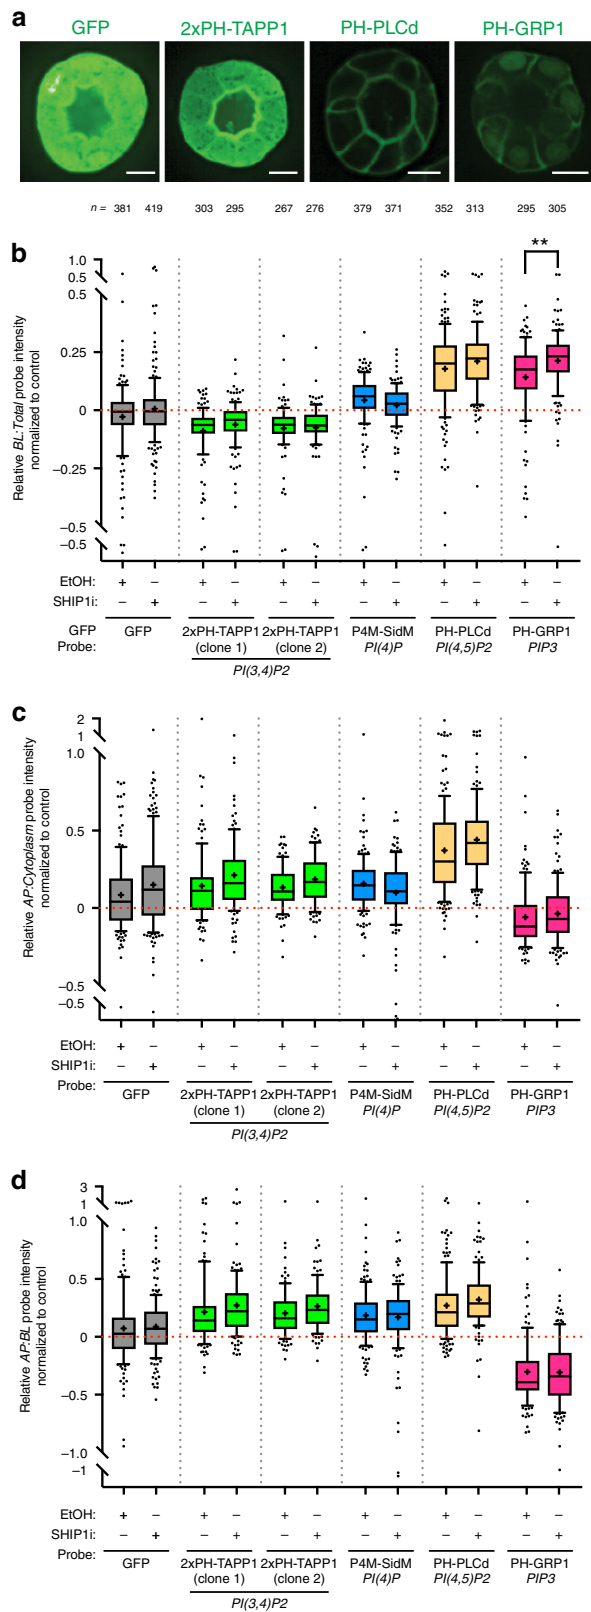 a
GFP 2xPH-TAPP1 PH-PLCd PH-GRP1
n = 381 419 303 295 267 276 379 371 352 313 295 305
b
Relative BL:Total probe intensity
normalized to control
1.0
0.5
0.5
0.25
0
−0.25
−0.5
−0.5
**
EtOH: + − + − + − + − + − + −
SHIP1i: − + − + − + − + − + − +
GFP
Probe:
GFP 2xPH-TAPP1 2xPH-TAPP1 P4M-SidM PH-PLCd PH-GRP1
(clone 1) (clone 2) PI(4)P PI(4,5)P2 PIP3
PI(3,4)P2
c
Relative AP:Cytoplasm probe intensity
normalized to control
2
1
1.0
0.5
0
−0.5
−0.5
EtOH: + − + − + − + − + − + −
SHIP1i: − + − + − + − + − + − +
Probe:
GFP 2xPH-TAPP1 2xPH-TAPP1 P4M-SidM PH-PLCd PH-GRP1
(clone 1) (clone 2) PI(4)P PI(4,5)P2 PIP3
PI(3,4)P2
d
Relative AP:BL probe intensity
normalized to control
3
1
1.0
0.5
0
−0.5
−1.0
−1
EtOH: + − + − + − + − + − + −
SHIP1i: − + − + − + − + − + − +
Probe:
GFP 2xPH-TAPP1 2xPH-TAPP1 P4M-SidM PH-PLCd PH-GRP1
(clone 1) (clone 2) PI(4)P PI(4,5)P2 PIP3
PI(3,4)P2